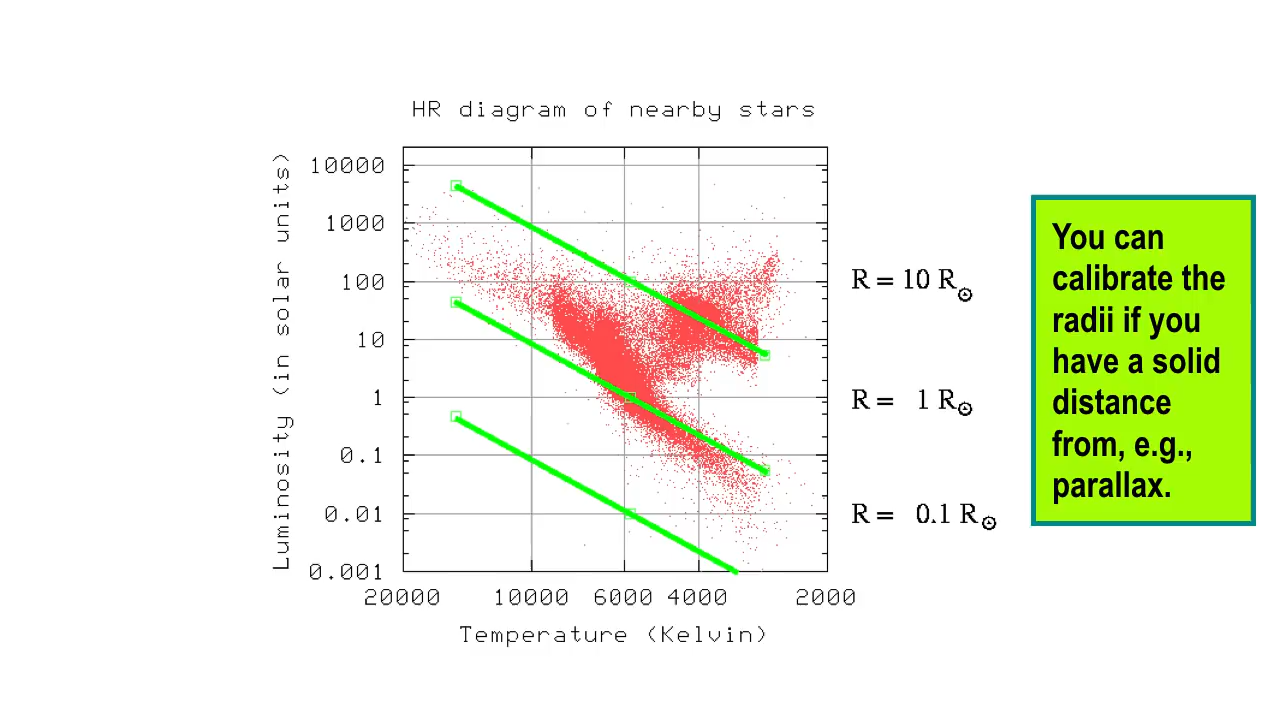 HR diagram of nearby stars
Luminosity (in solar units)
10000
1000
100
10
1
0.1
0.01
0.001
20000 10000 6000 4000 2000
Temperature (Kelvin)
R = 10 R☉
R = 1 R☉
R = 0.1 R☉
You can
calibrate the
radii if you
have a solid
distance
from, e.g.,
parallax.